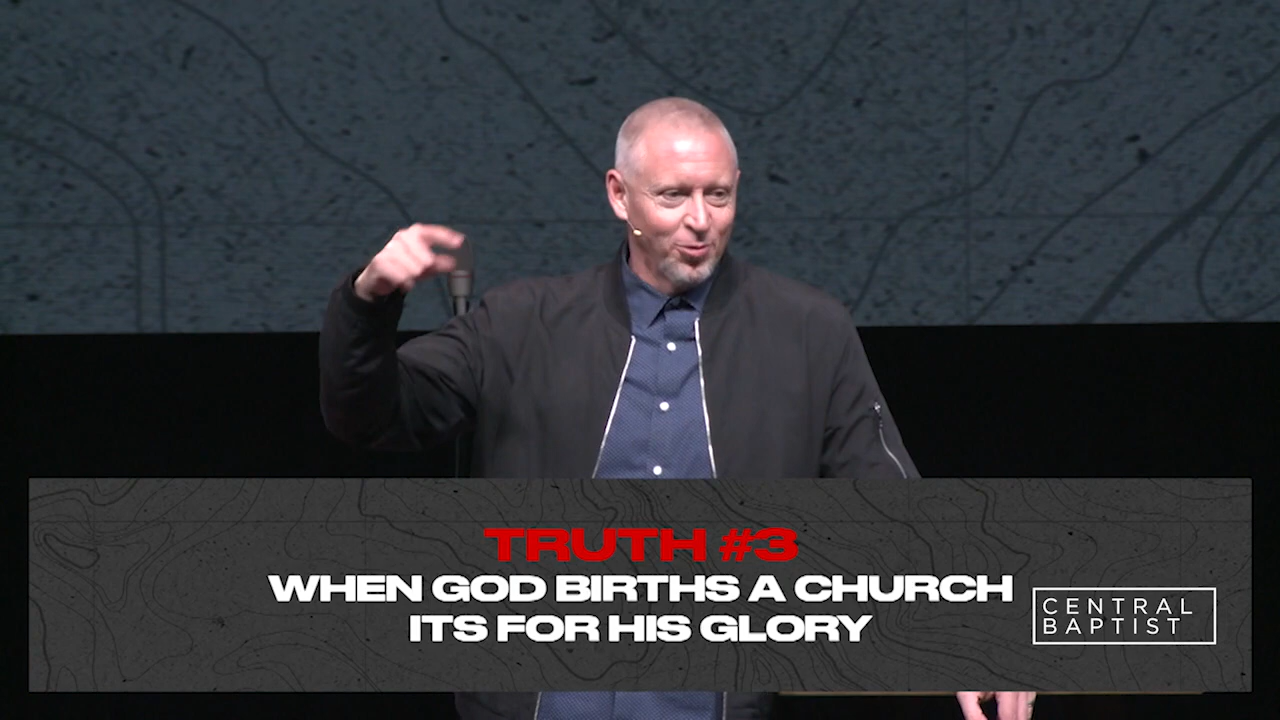 TRUTH #3
WHEN GOD BIRTHS A CHURCH
ITS FOR HIS GLORY
CENTRAL
BAPTIST